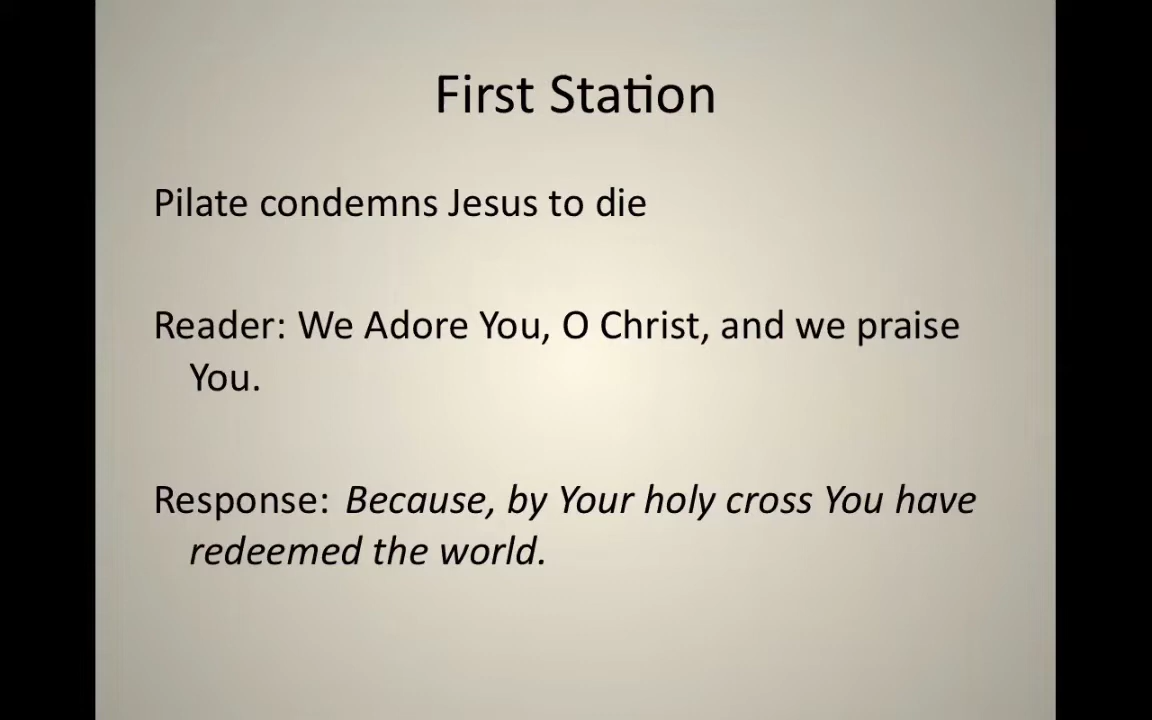 First Station
Pilate condemns Jesus to die
Reader: We Adore You, O Christ, and we praise
You.
Response: Because, by Your holy cross You have
redeemed the world.